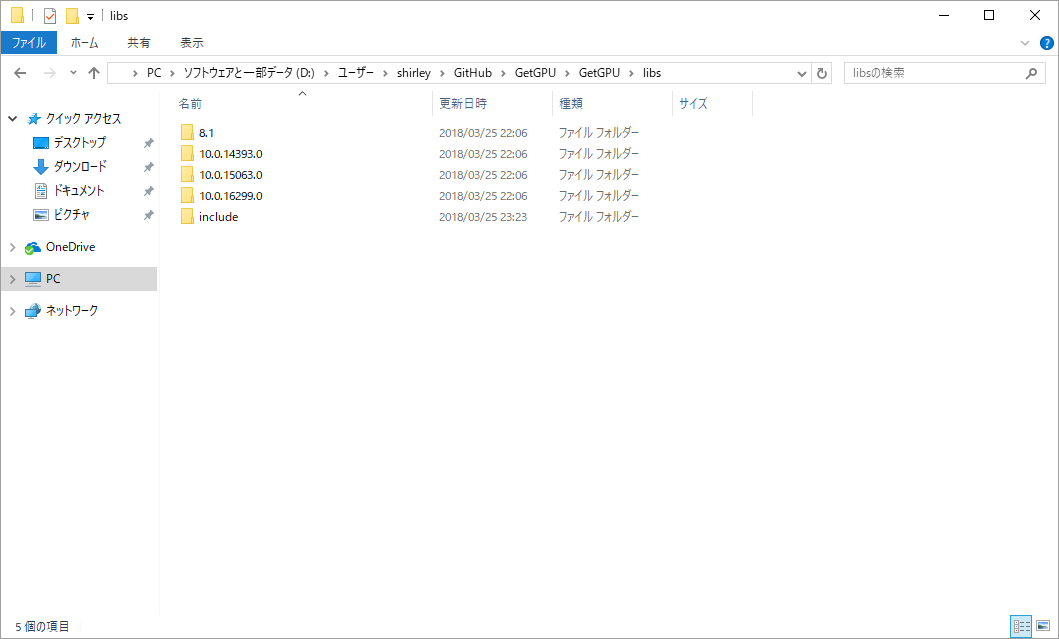 libs
ファイル ホーム 共有 表示
PC ソフトウェアと一部データ (D:) ユーザー shirley GitHub GetGPU GetGPU libs libsの検索
名前 更新日時 種類 サイズ
クイック アクセス
デスクトップ
ダウンロード
ドキュメント
ピクチャ
OneDrive
PC
ネットワーク
8.1 2018/03/25 22:06 ファイル フォルダー
10.0.14393.0 2018/03/25 22:06 ファイル フォルダー
10.0.15063.0 2018/03/25 22:06 ファイル フォルダー
10.0.16299.0 2018/03/25 22:06 ファイル フォルダー
include 2018/03/25 23:23 ファイル フォルダー
5 個の項目